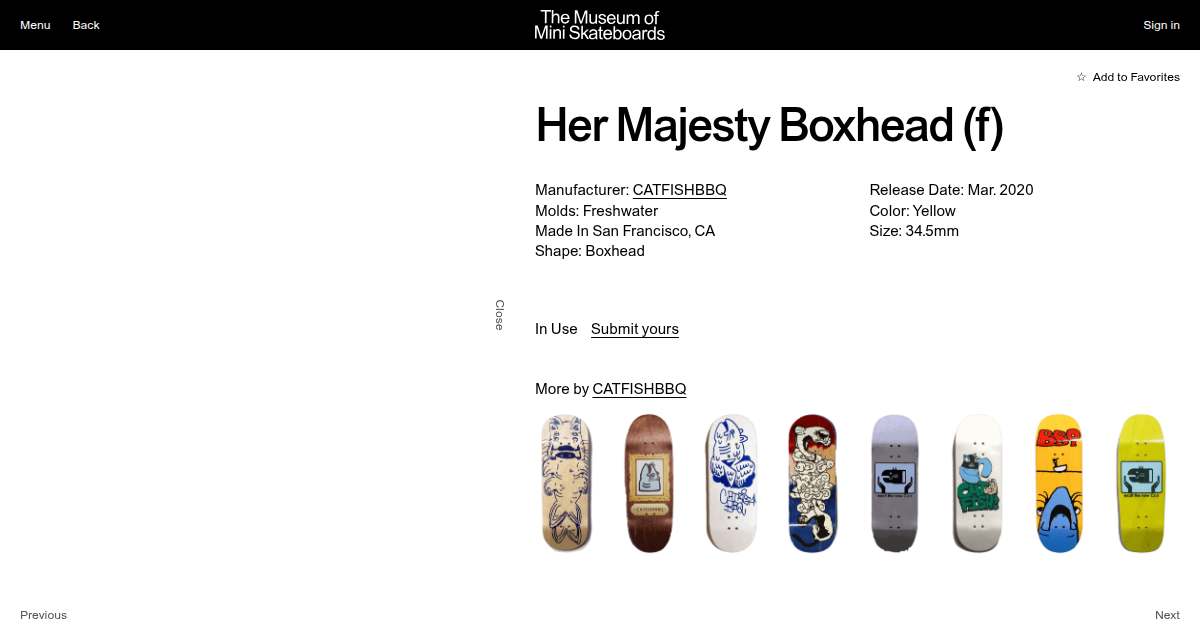 Menu
Back
The Museum of
Mini Skateboards
Sign in
☆ Add to Favorites
Her Majesty Boxhead (f)
Manufacturer: CATFISHBBQ
Molds: Freshwater
Made In San Francisco, CA
Shape: Boxhead
Release Date: Mar. 2020
Color: Yellow
Size: 34.5mm
Close
In Use Submit yours
More by CATFISHBBQ
CATFISHBBQ
BSP
Previous
Next